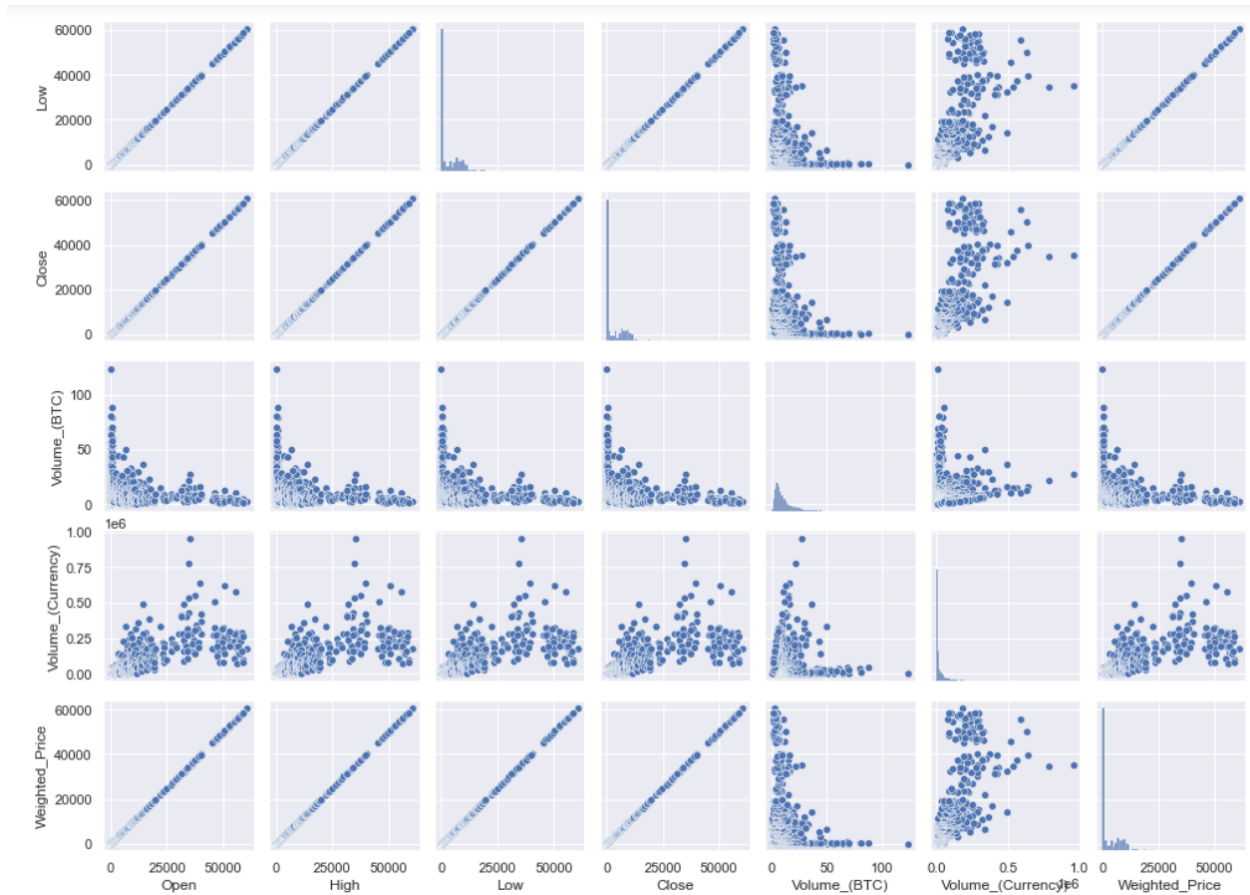 60000
40000
20000
0
Low
60000
40000
20000
0
Close
100
50
0
Volume_(BTC)
1e6
1.00
0.75
0.50
0.25
0.00
Volume_(Currency)
60000
40000
20000
0
Weighted_Price
0 25000 50000
0 25000 50000
0 25000 50000
0 25000 50000
0 50 100
0.0 0.5 1.0
1e6
0 25000 50000
Open High Low Close Volume_(BTC) Volume_(Currency) Weighted_Price